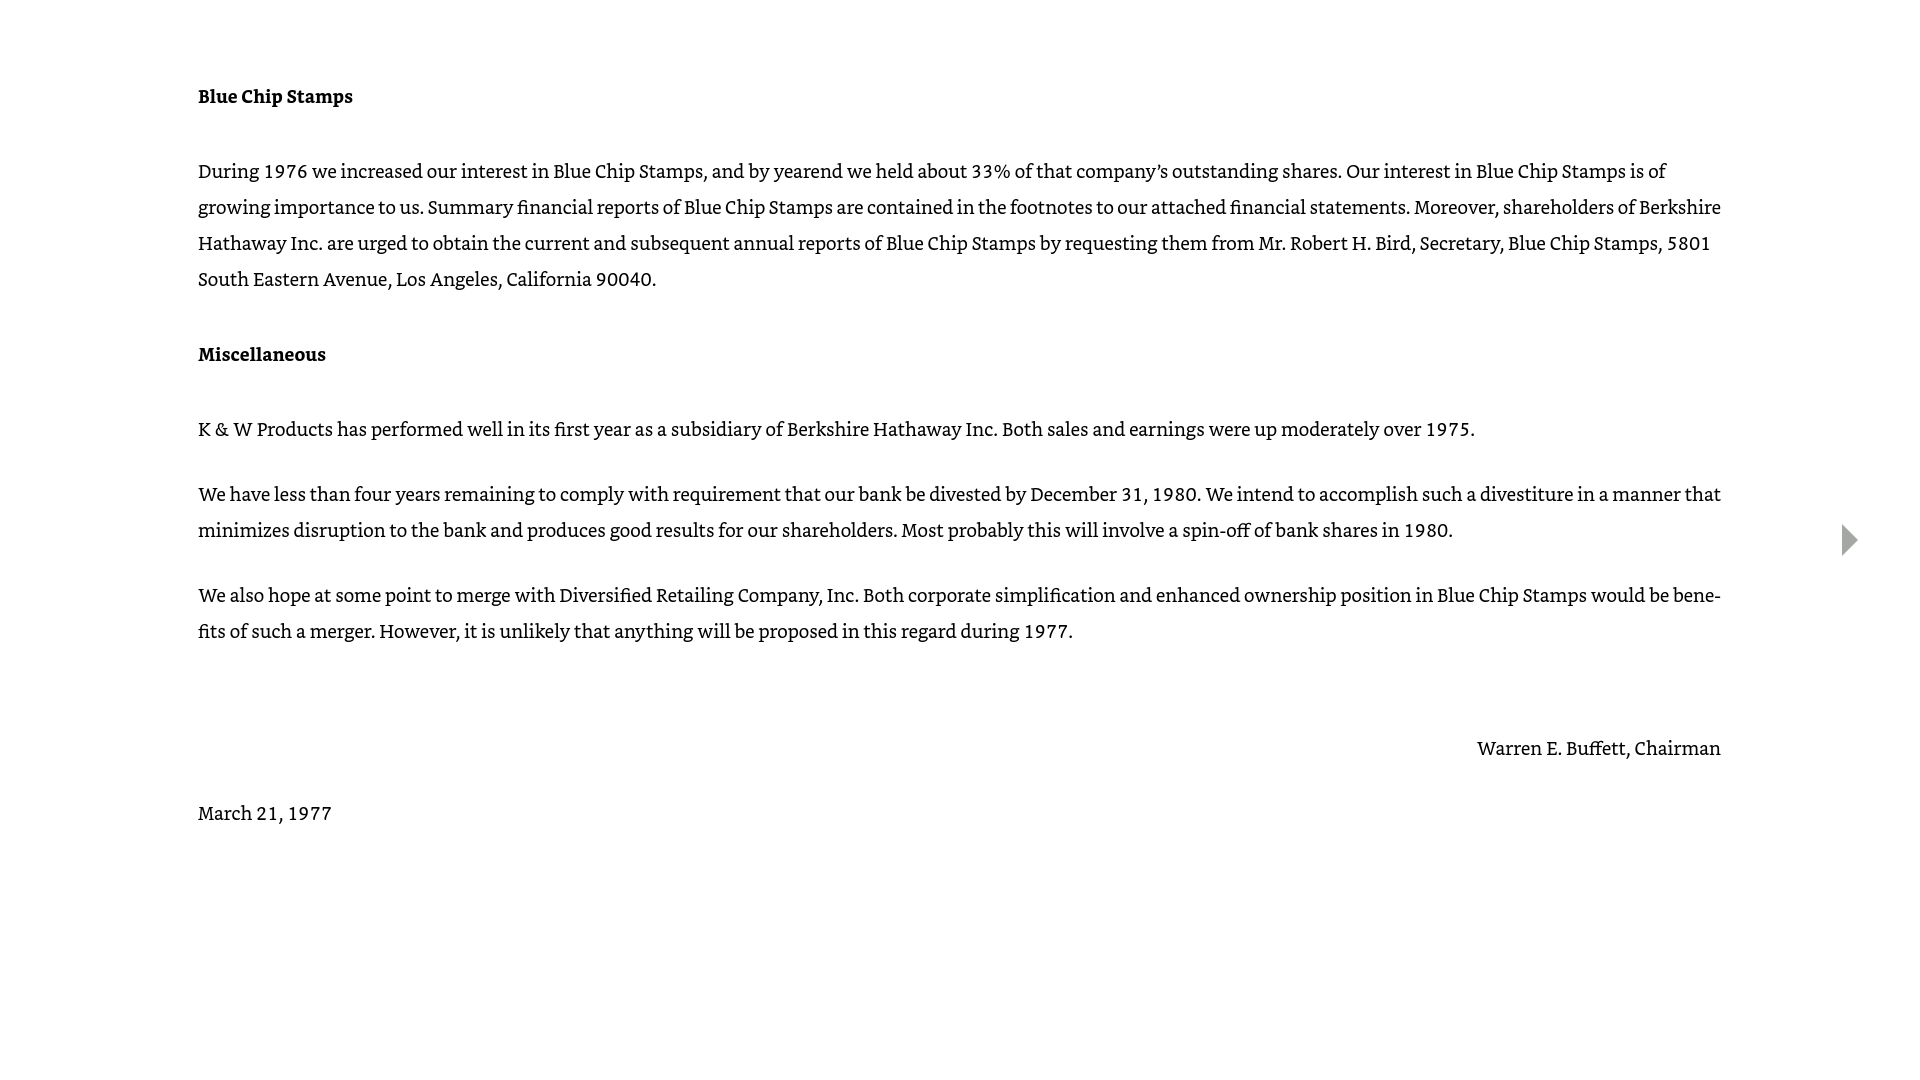 Blue Chip Stamps
During 1976 we increased our interest in Blue Chip Stamps, and by yearend we held about 33% of that company’s outstanding shares. Our interest in Blue Chip Stamps is of
growing importance to us. Summary financial reports of Blue Chip Stamps are contained in the footnotes to our attached financial statements. Moreover, shareholders of Berkshire
Hathaway Inc. are urged to obtain the current and subsequent annual reports of Blue Chip Stamps by requesting them from Mr. Robert H. Bird, Secretary, Blue Chip Stamps, 5801
South Eastern Avenue, Los Angeles, California 90040.
Miscellaneous
K & W Products has performed well in its first year as a subsidiary of Berkshire Hathaway Inc. Both sales and earnings were up moderately over 1975.
We have less than four years remaining to comply with requirement that our bank be divested by December 31, 1980. We intend to accomplish such a divestiture in a manner that
minimizes disruption to the bank and produces good results for our shareholders. Most probably this will involve a spin-off of bank shares in 1980.
We also hope at some point to merge with Diversified Retailing Company, Inc. Both corporate simplification and enhanced ownership position in Blue Chip Stamps would be bene-
fits of such a merger. However, it is unlikely that anything will be proposed in this regard during 1977.
Warren E. Buffett, Chairman
March 21, 1977